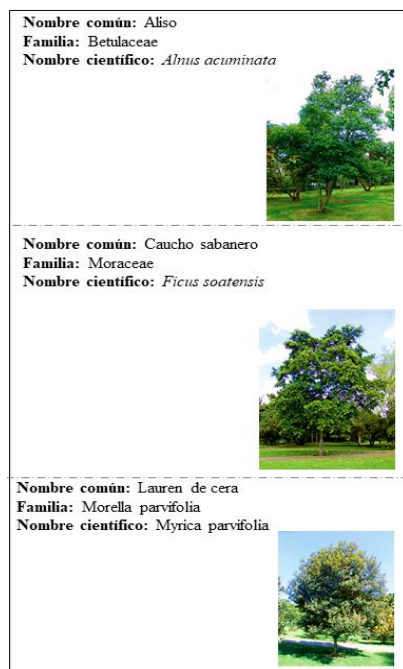 Nombre común: Aliso
Familia: Betulaceae
Nombre científico: Alnus acuminata
Nombre común: Caucho sabanero
Familia: Moraceae
Nombre científico: Ficus soatensis
Nombre común: Lauren de cera
Familia: Morella parvifolia
Nombre científico: Myrica parvifolia